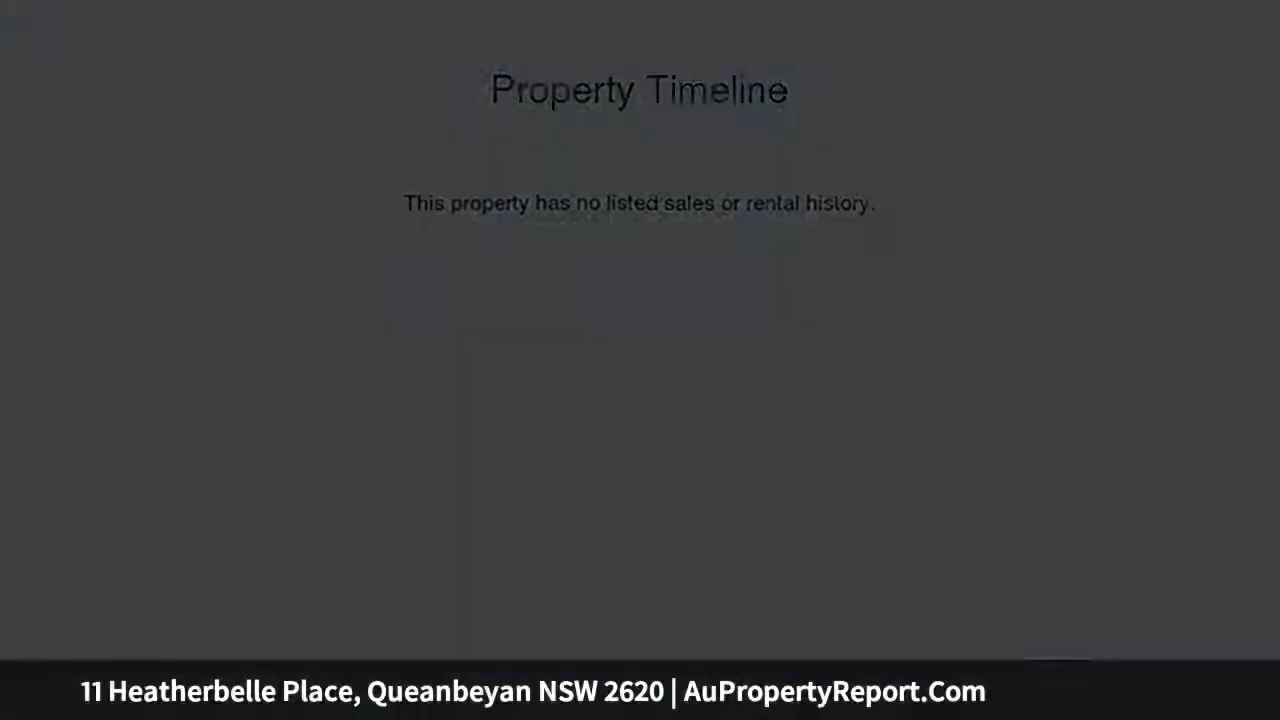 Property Timeline
This property has no listed sales or rental history.
11 Heatherbelle Place, Queanbeyan NSW 2620 | AuPropertyReport.Com